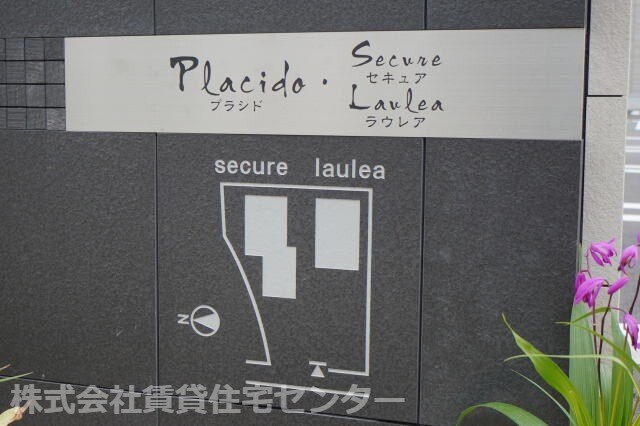 Placido・
プラシド
Secure
セキュア
Laulea
ラウレア
secure laulea
N
株式会社賃貸住宅センター